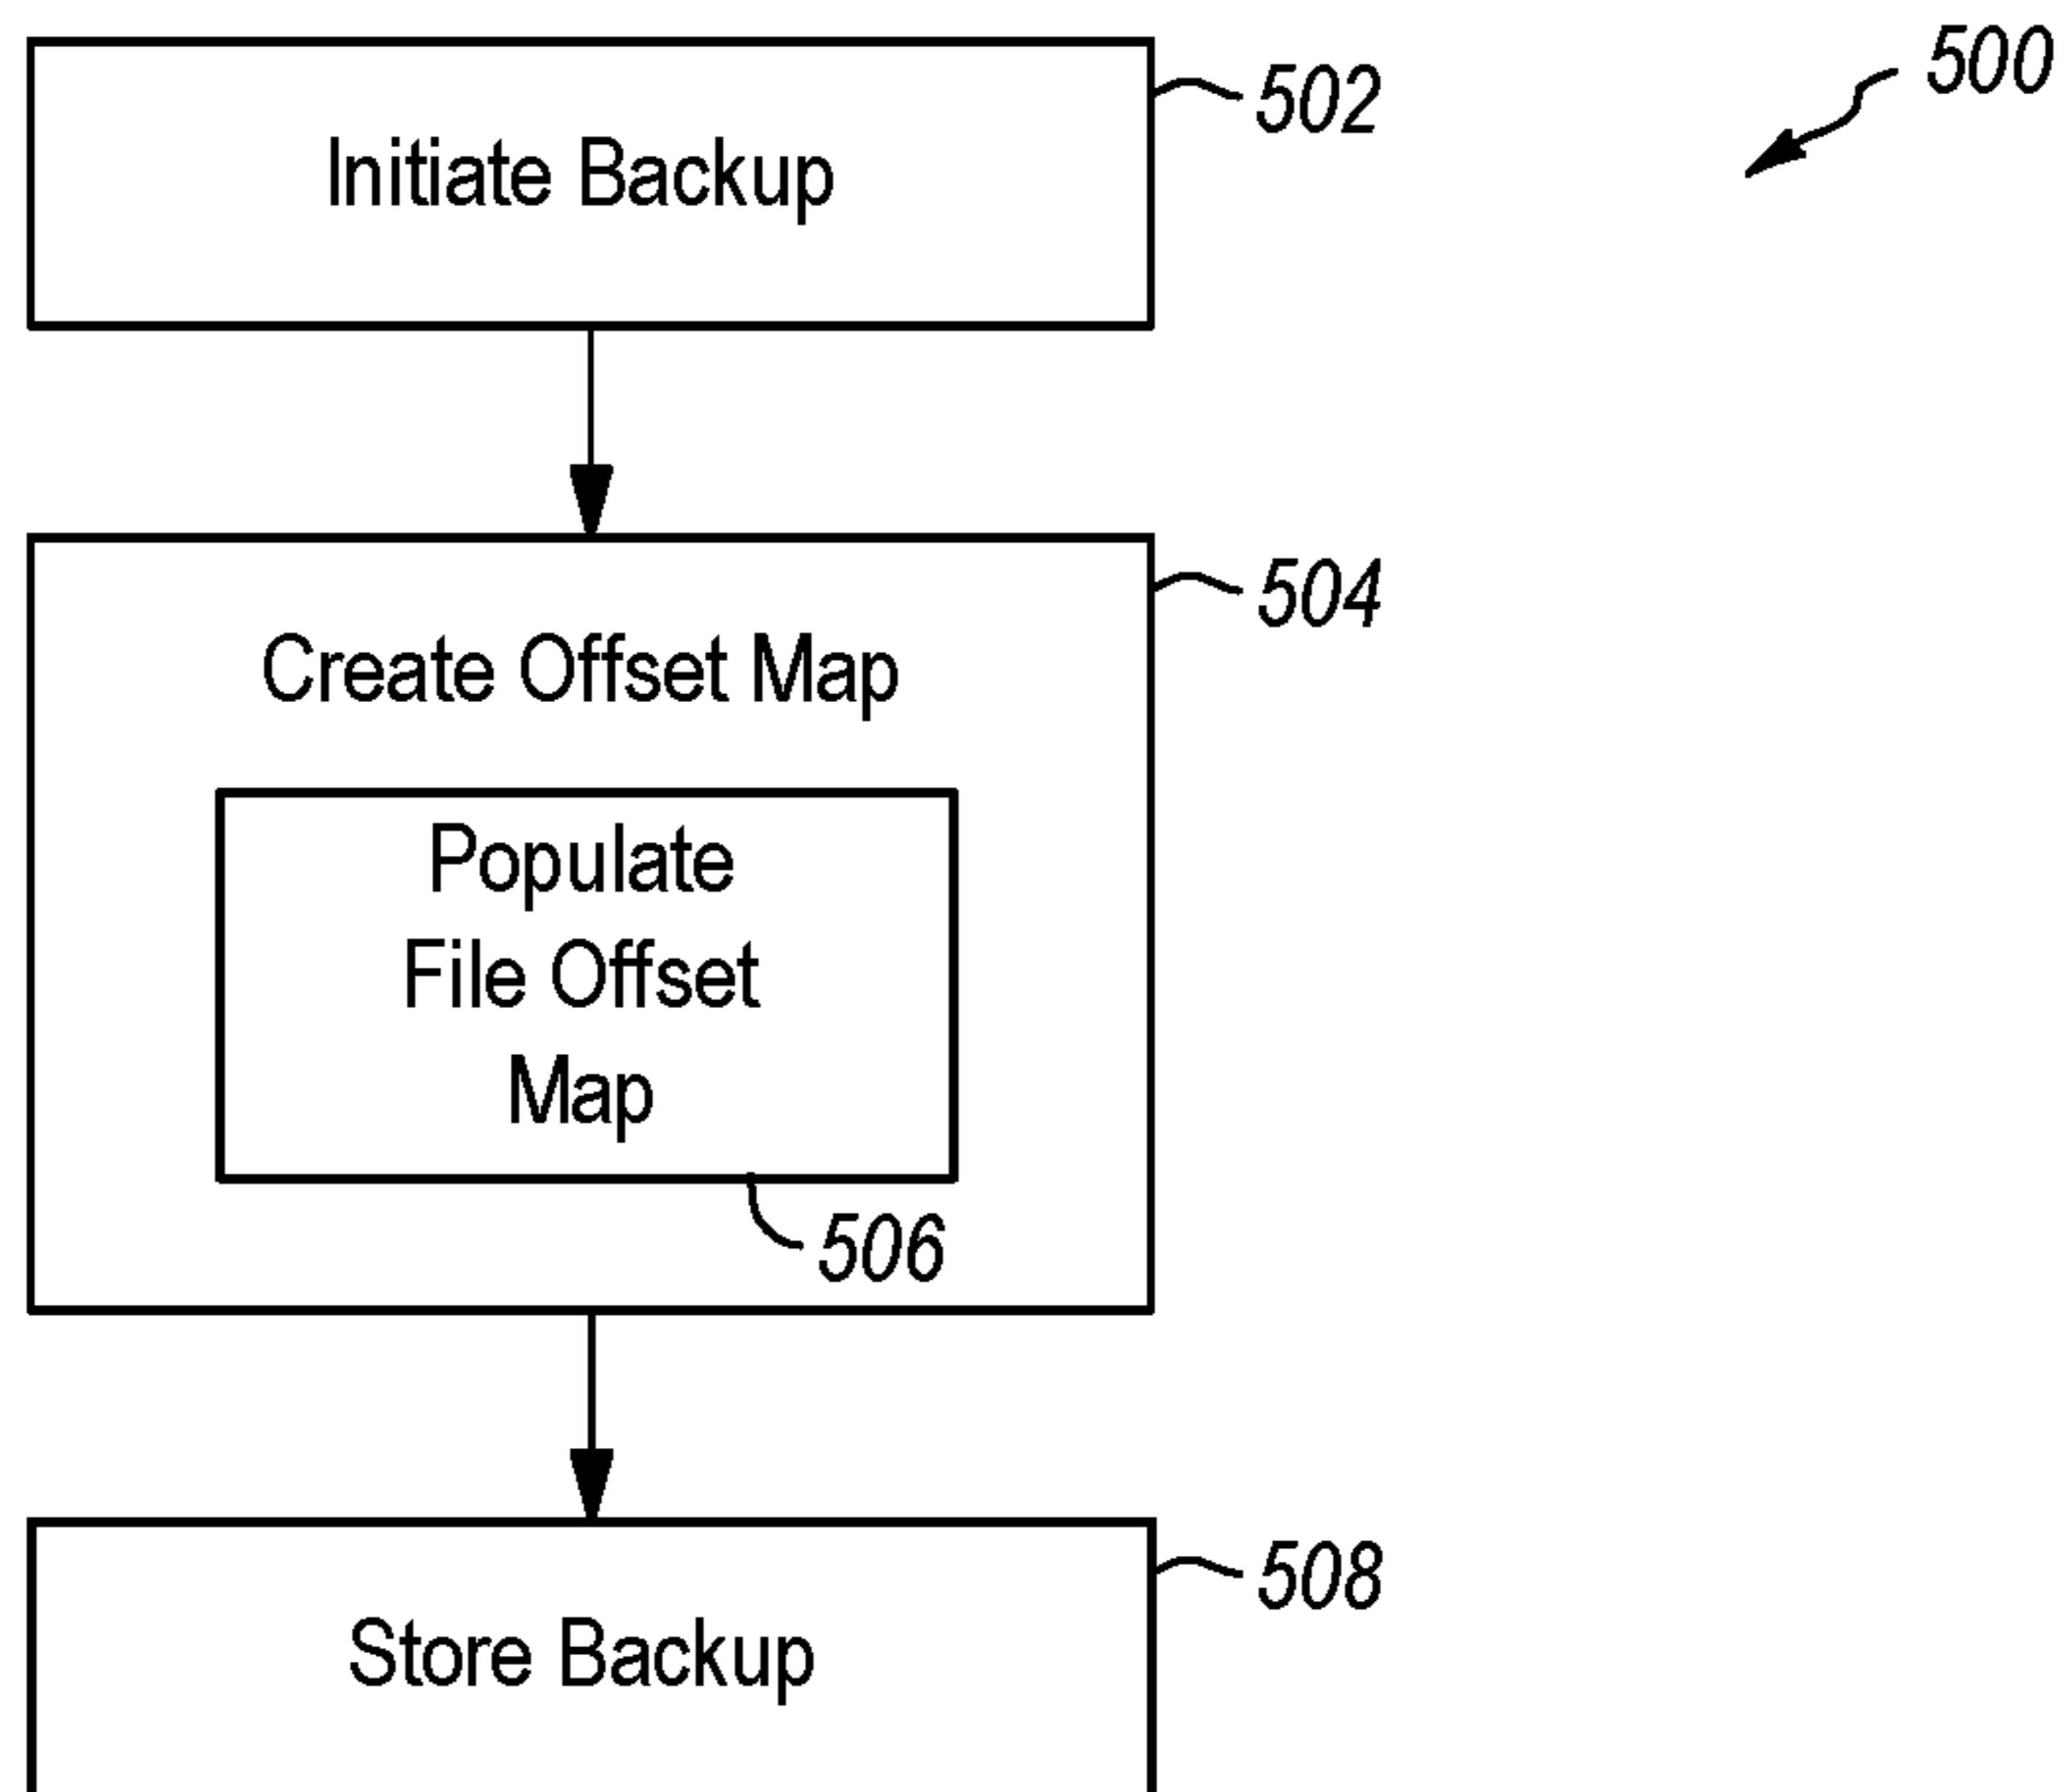 500
502
Initiate Backup
504
Create Offset Map
Populate
File Offset
Map
506
508
Store Backup